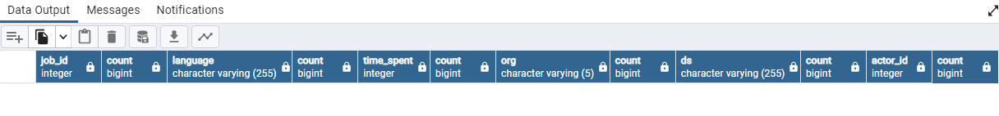 Data Output Messages Notifications
job_id count language count time_spent count org count ds count actor_id count
integer bigint character varying (255) bigint integer bigint character varying (5) bigint character varying (255) bigint integer bigint